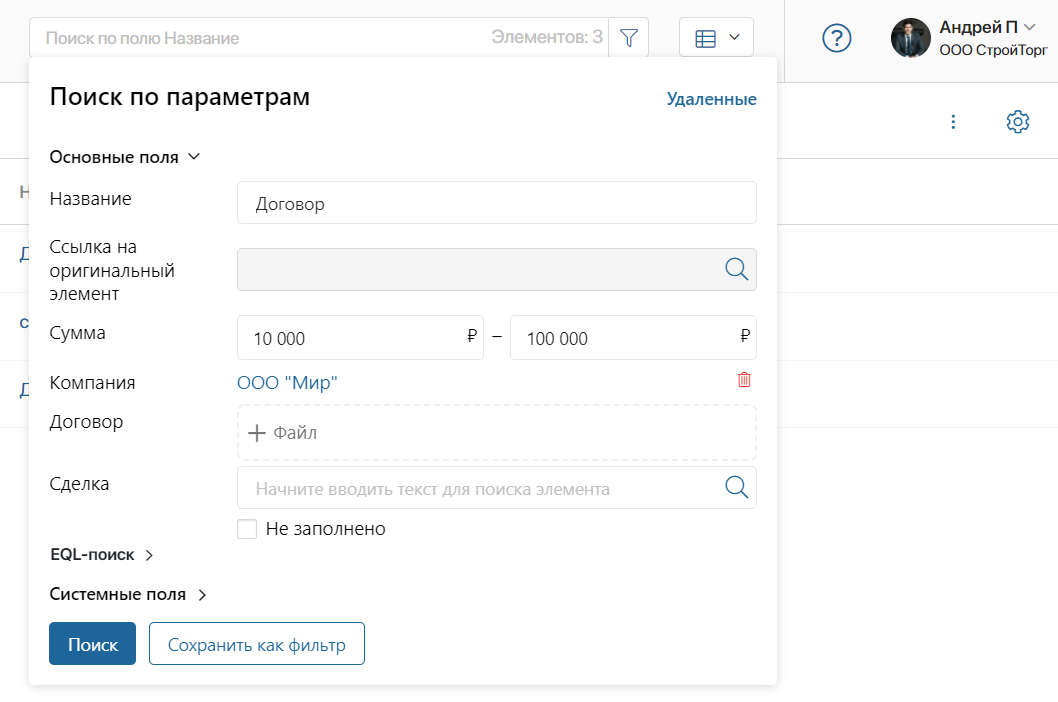 Поиск по полю Название
Элементов: 3
Андрей П
ООО СтройТорг
Поиск по параметрам
Удаленные
Основные поля
Название
Договор
Ссылка на
оригинальный
элемент
Сумма
10 000 ₽ – 100 000 ₽
Компания
ООО "Мир"
Договор
+ Файл
Сделка
Начните вводить текст для поиска элемента
Не заполнено
EQL-поиск
Системные поля
Поиск
Сохранить как фильтр